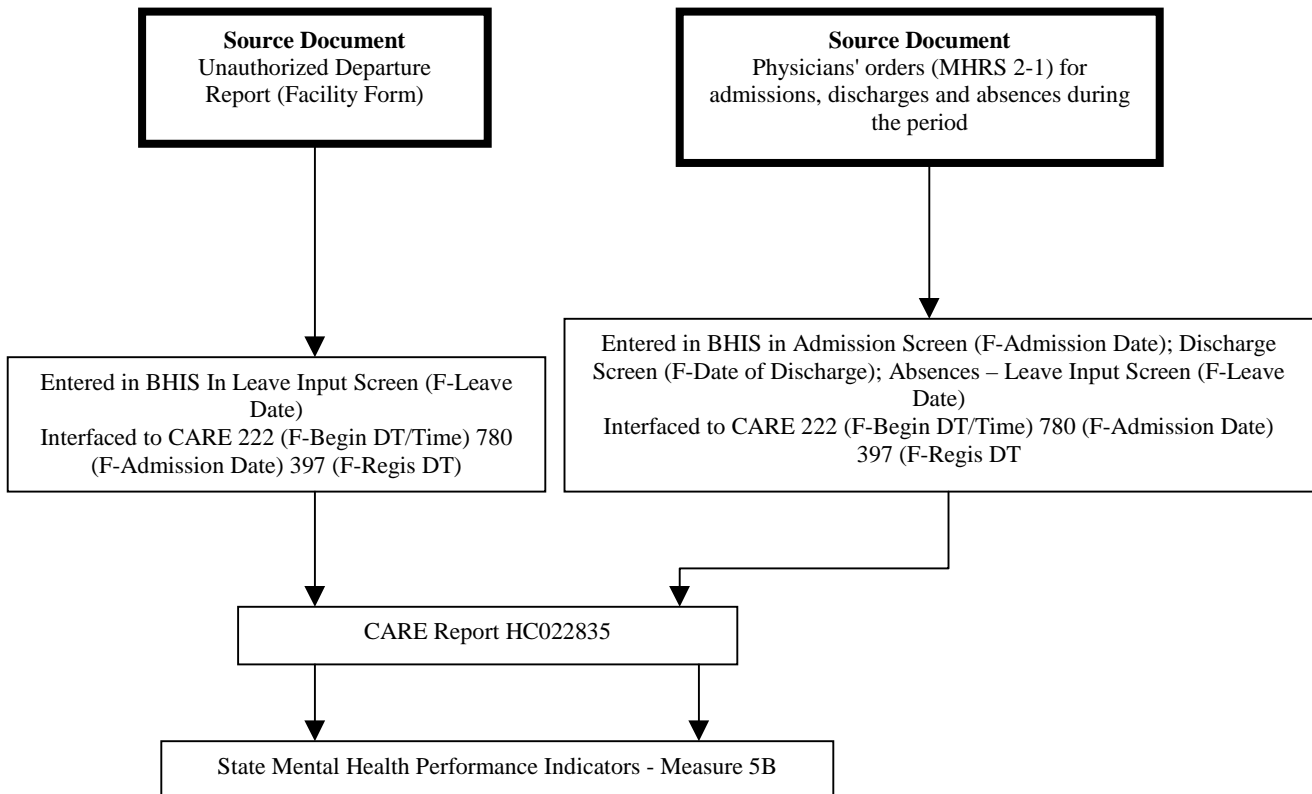 Source Document
Unauthorized Departure
Report (Facility Form)
Source Document
Physicians' orders (MHRS 2-1) for
admissions, discharges and absences during
the period
Entered in BHIS In Leave Input Screen (F-Leave
Date)
Interfaced to CARE 222 (F-Begin DT/Time) 780
(F-Admission Date) 397 (F-Regis DT)
Entered in BHIS in Admission Screen (F-Admission Date); Discharge
Screen (F-Date of Discharge); Absences – Leave Input Screen (F-Leave
Date)
Interfaced to CARE 222 (F-Begin DT/Time) 780 (F-Admission Date)
397 (F-Regis DT
CARE Report HC022835
State Mental Health Performance Indicators - Measure 5B